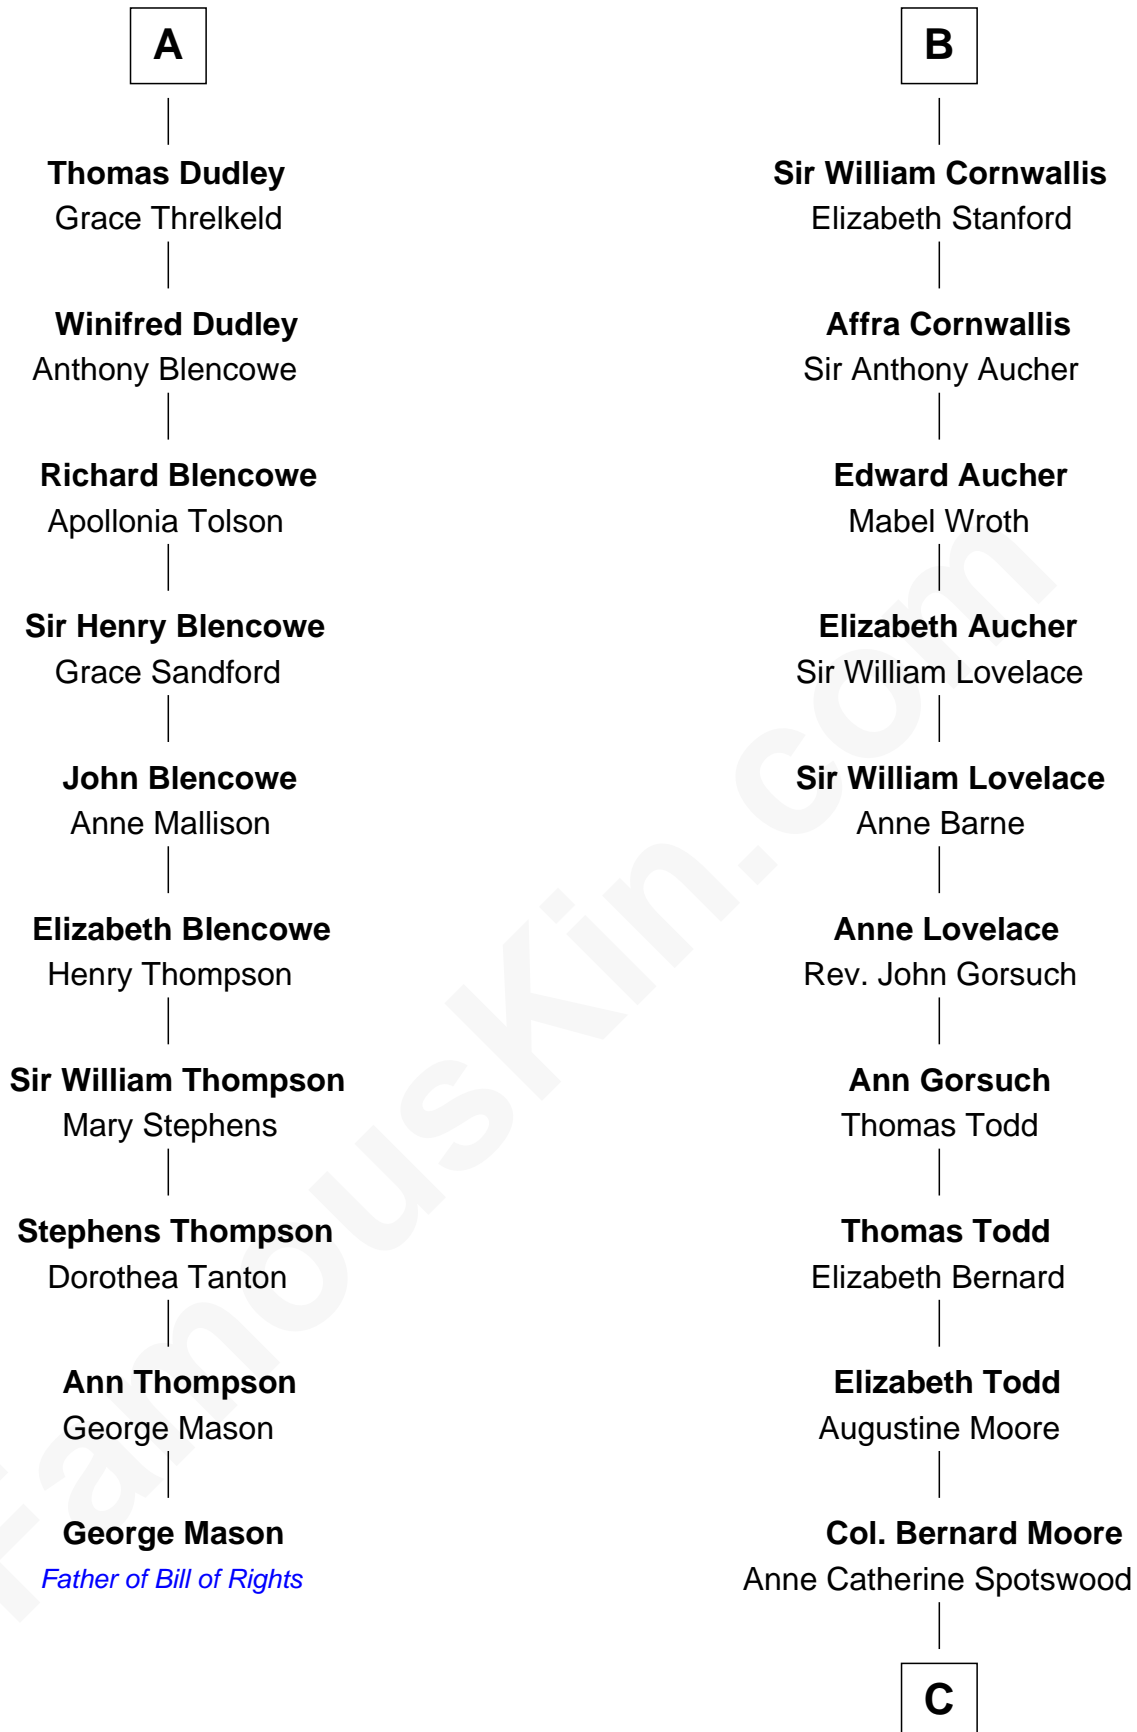 A
Thomas Dudley
Grace Threlkeld
Winifred Dudley
Anthony Blencowe
Richard Blencowe
Apollonia Tolson
Sir Henry Blencowe
Grace Sandford
John Blencowe
Anne Mallison
Elizabeth Blencowe
Henry Thompson
Sir William Thompson
Mary Stephens
Stephens Thompson
Dorothea Tanton
Ann Thompson
George Mason
George Mason
Father of Bill of Rights
B
Sir William Cornwallis
Elizabeth Stanford
Affra Cornwallis
Sir Anthony Aucher
Edward Aucher
Mabel Wroth
Elizabeth Aucher
Sir William Lovelace
Sir William Lovelace
Anne Barne
Anne Lovelace
Rev. John Gorsuch
Ann Gorsuch
Thomas Todd
Thomas Todd
Elizabeth Bernard
Elizabeth Todd
Augustine Moore
Col. Bernard Moore
Anne Catherine Spotswood
C
FamousKin.com